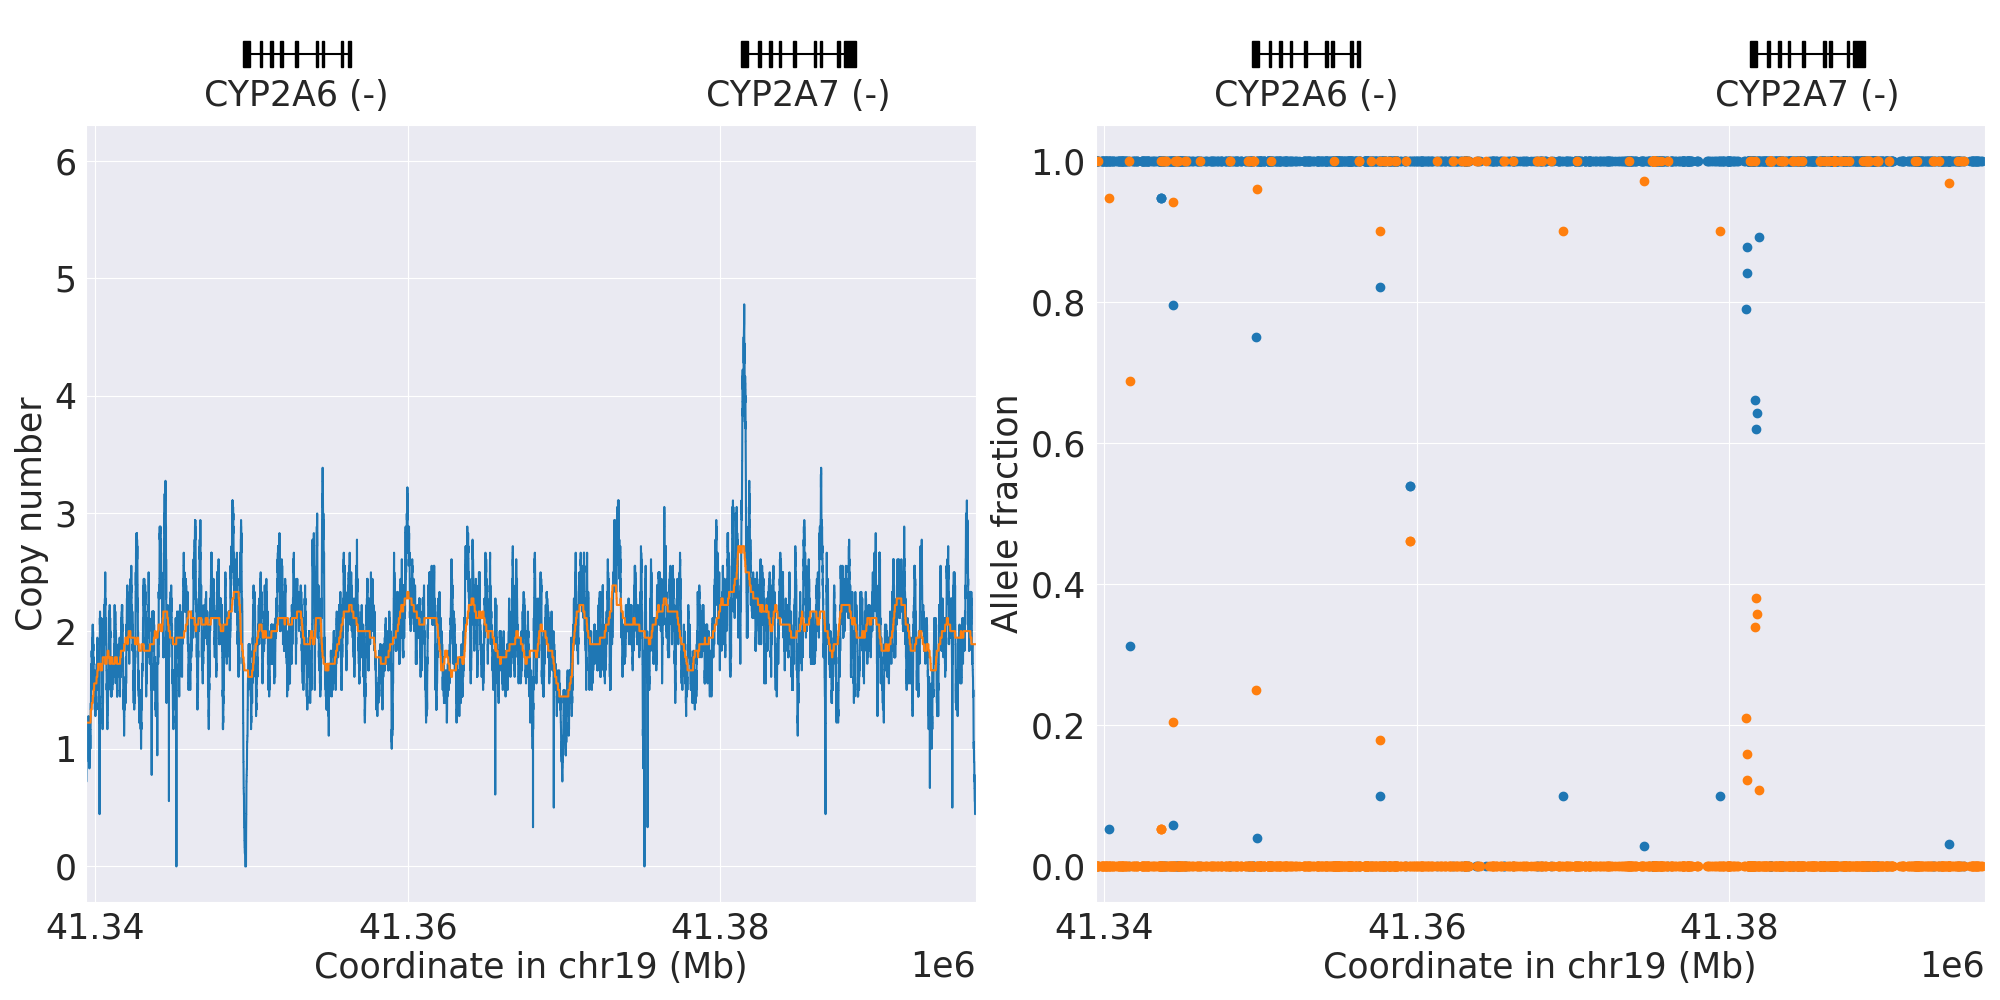 CYP2A6 (-)
CYP2A7 (-)
Copy number
6
5
4
3
2
1
0
41.34
41.36
41.38
Coordinate in chr19 (Mb)
1e6
CYP2A6 (-)
CYP2A7 (-)
Allele fraction
1.0
0.8
0.6
0.4
0.2
0.0
41.34
41.36
41.38
Coordinate in chr19 (Mb)
1e6